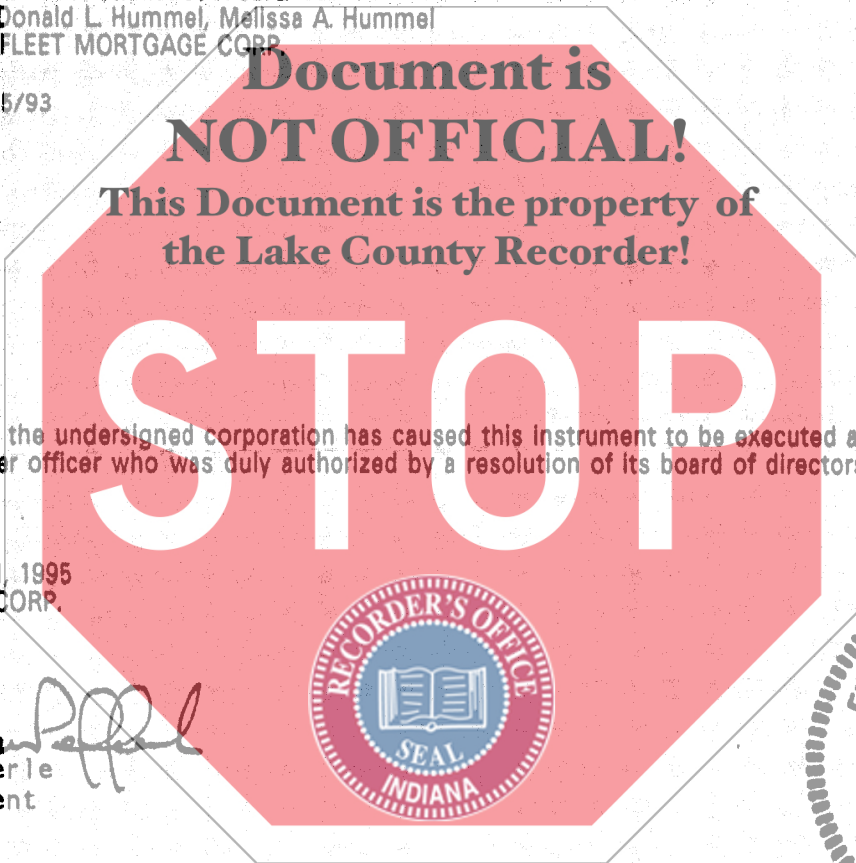 Donald L. Hummel, Melissa A. Hummel
FLEET MORTGAGE CORP.
Document is
5/93
NOT OFFICIAL!
This Document is the property of
the Lake County Recorder!
STOP
the undersigned corporation has caused this instrument to be executed a
er officer who was duly authorized by a resolution of its board of directors
, 1995
CORP.
RECORDER'S OFFICE
SEAL
INDIANA
erle
ent